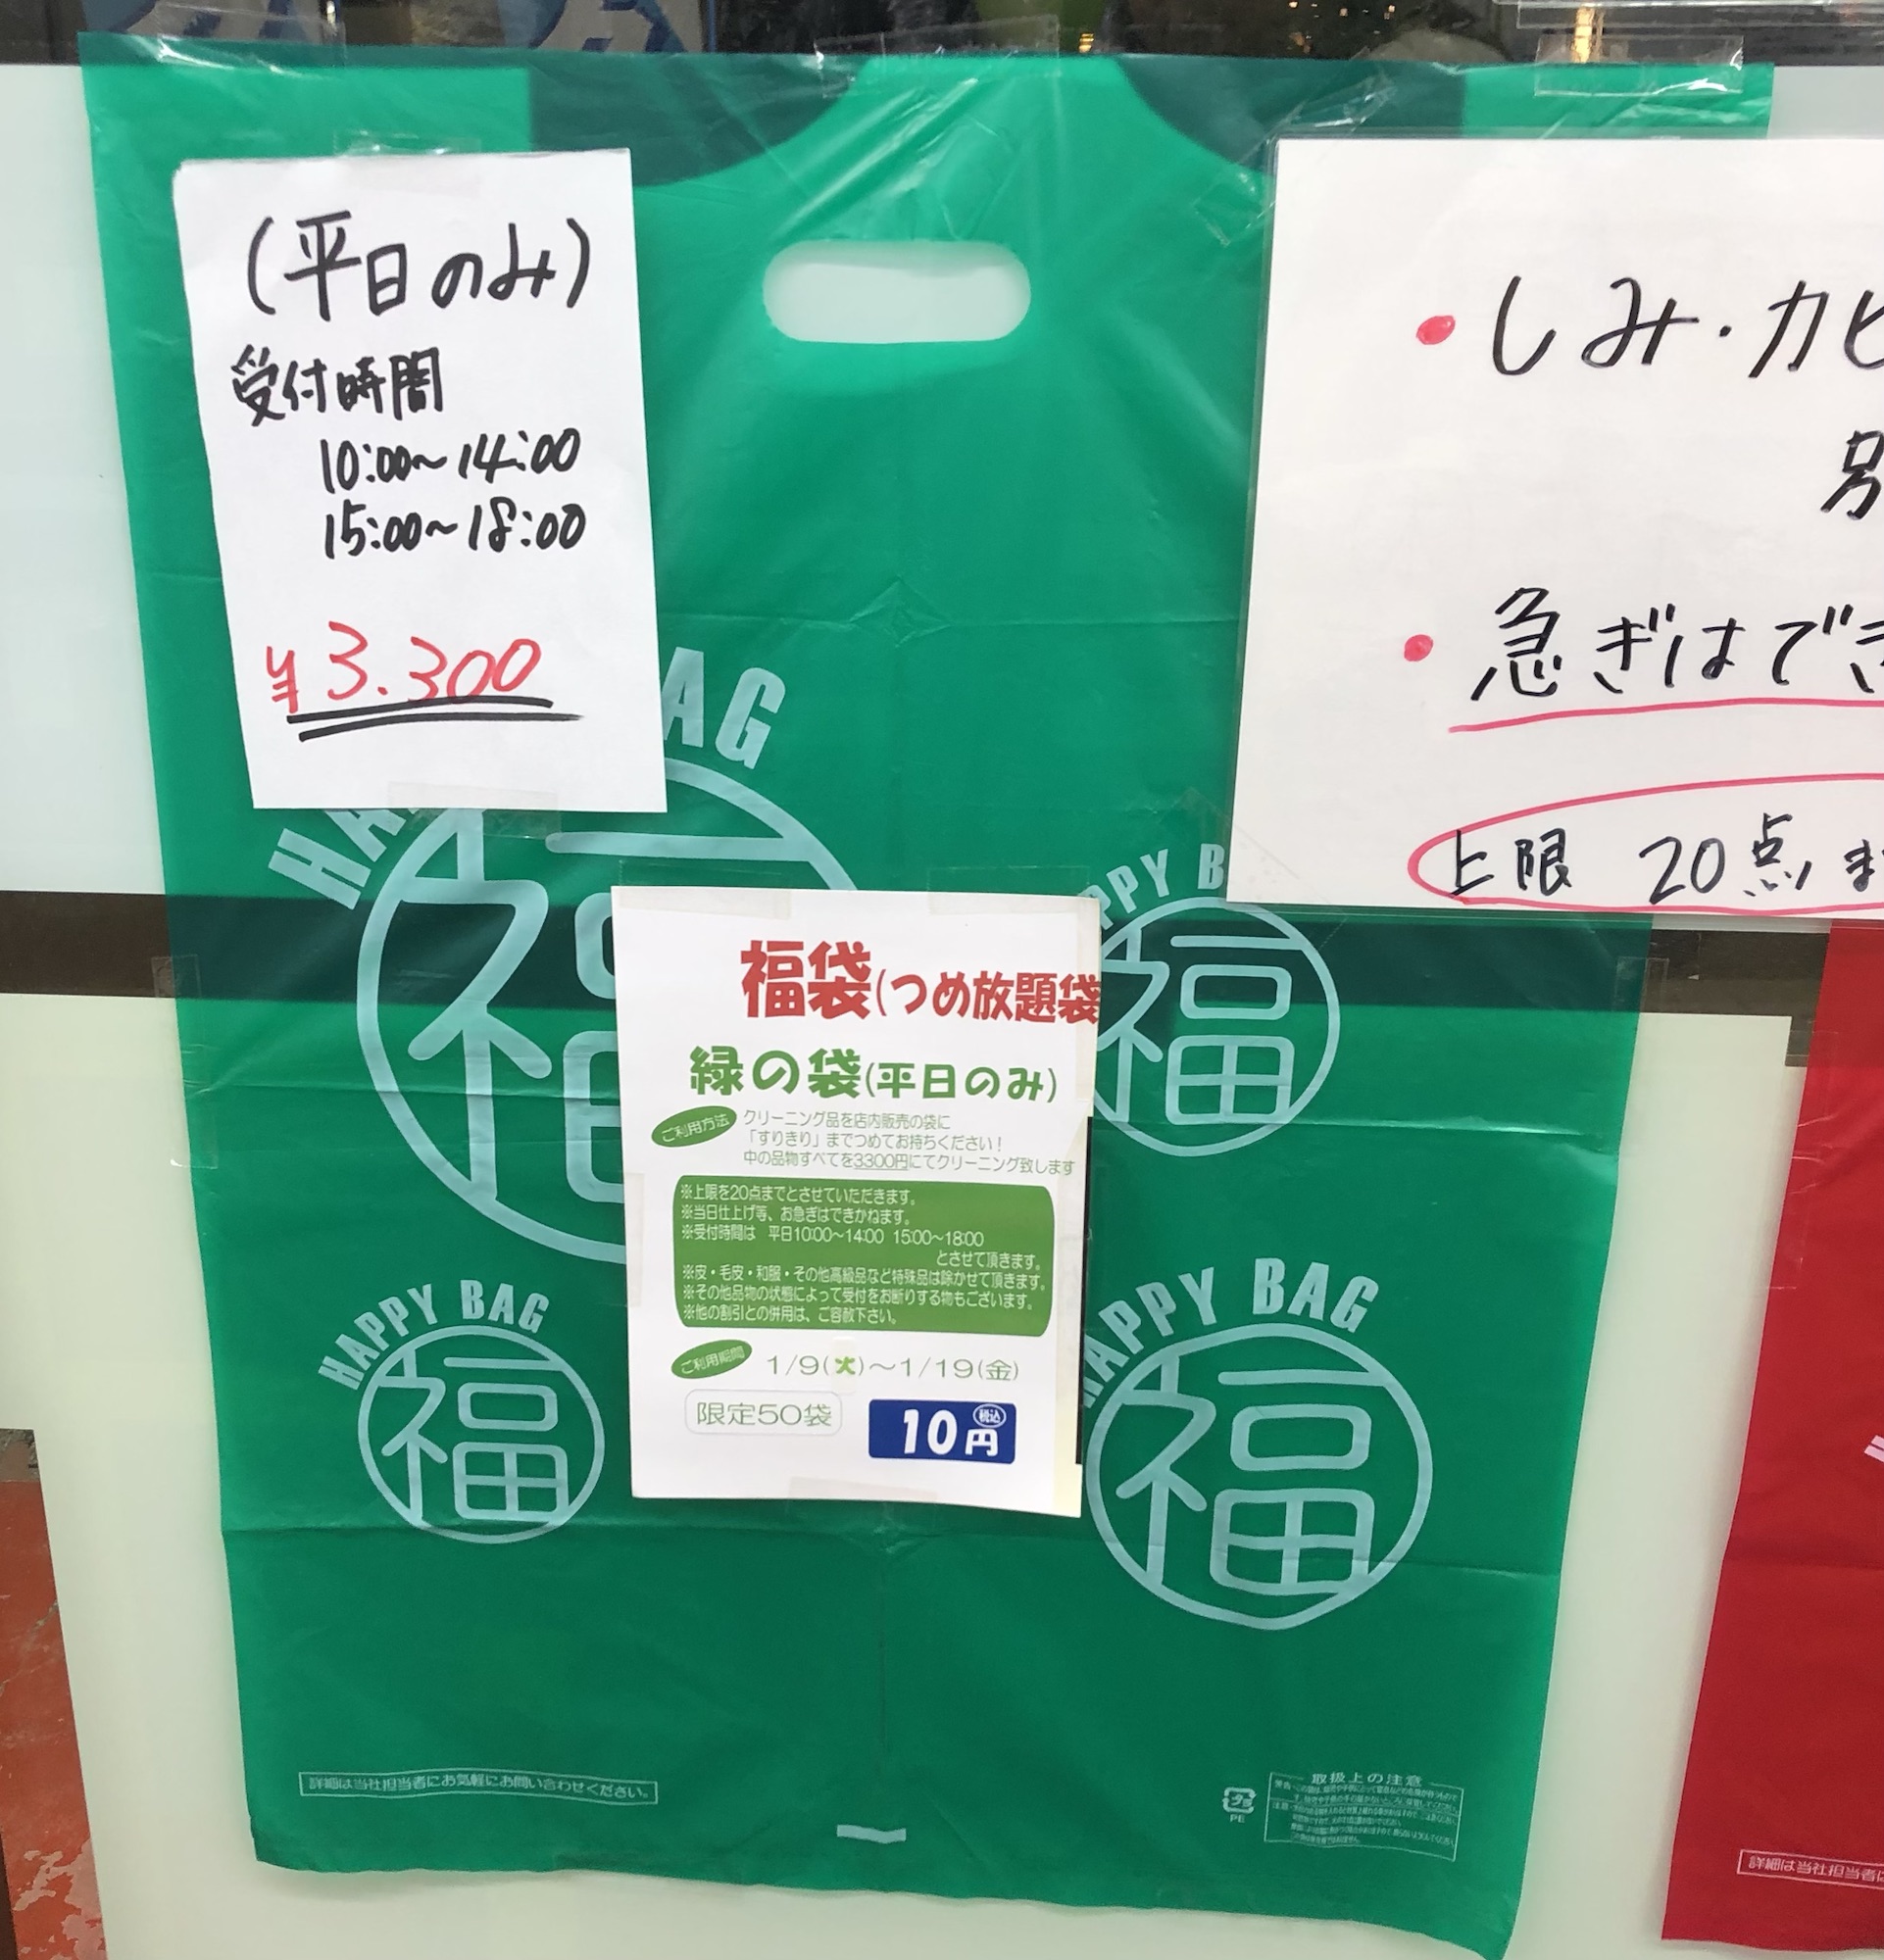 (平日のみ)
受付時間
10:00～14:00
15:00～18:00
¥3.300
・しみ・カビ
別
・急ぎはでき
上限 20点ま
HAPPY BAG
福
福袋(つめ放題袋
緑の袋(平日のみ)
ご利用方法
クリーニング品を店内販売の袋に
「すりきり」までつめてお持ちください！
中の品物すべてを3300円にてクリーニング致します
※上限を20点までとさせていただきます。
※当日仕上げ等、お急ぎはできかねます。
※受付時間は 平日10:00～14:00 15:00～18:00
とさせて頂きます。
※皮・毛皮・和服・その他高級品など特殊品は除かせて頂きます。
※その他品物の状態によって受付をお断りする物もございます。
※他の割引との併用は、ご容赦下さい。
ご利用期間
1/9(火)～1/19(金)
限定50袋
10円
税込
PPY B
福
HAPPY BAG
福
HAPPY BAG
福
詳細は当社担当者にお気軽にお問い合わせください。
プラ
PE
取扱上の注意
詳細は当社担当者に